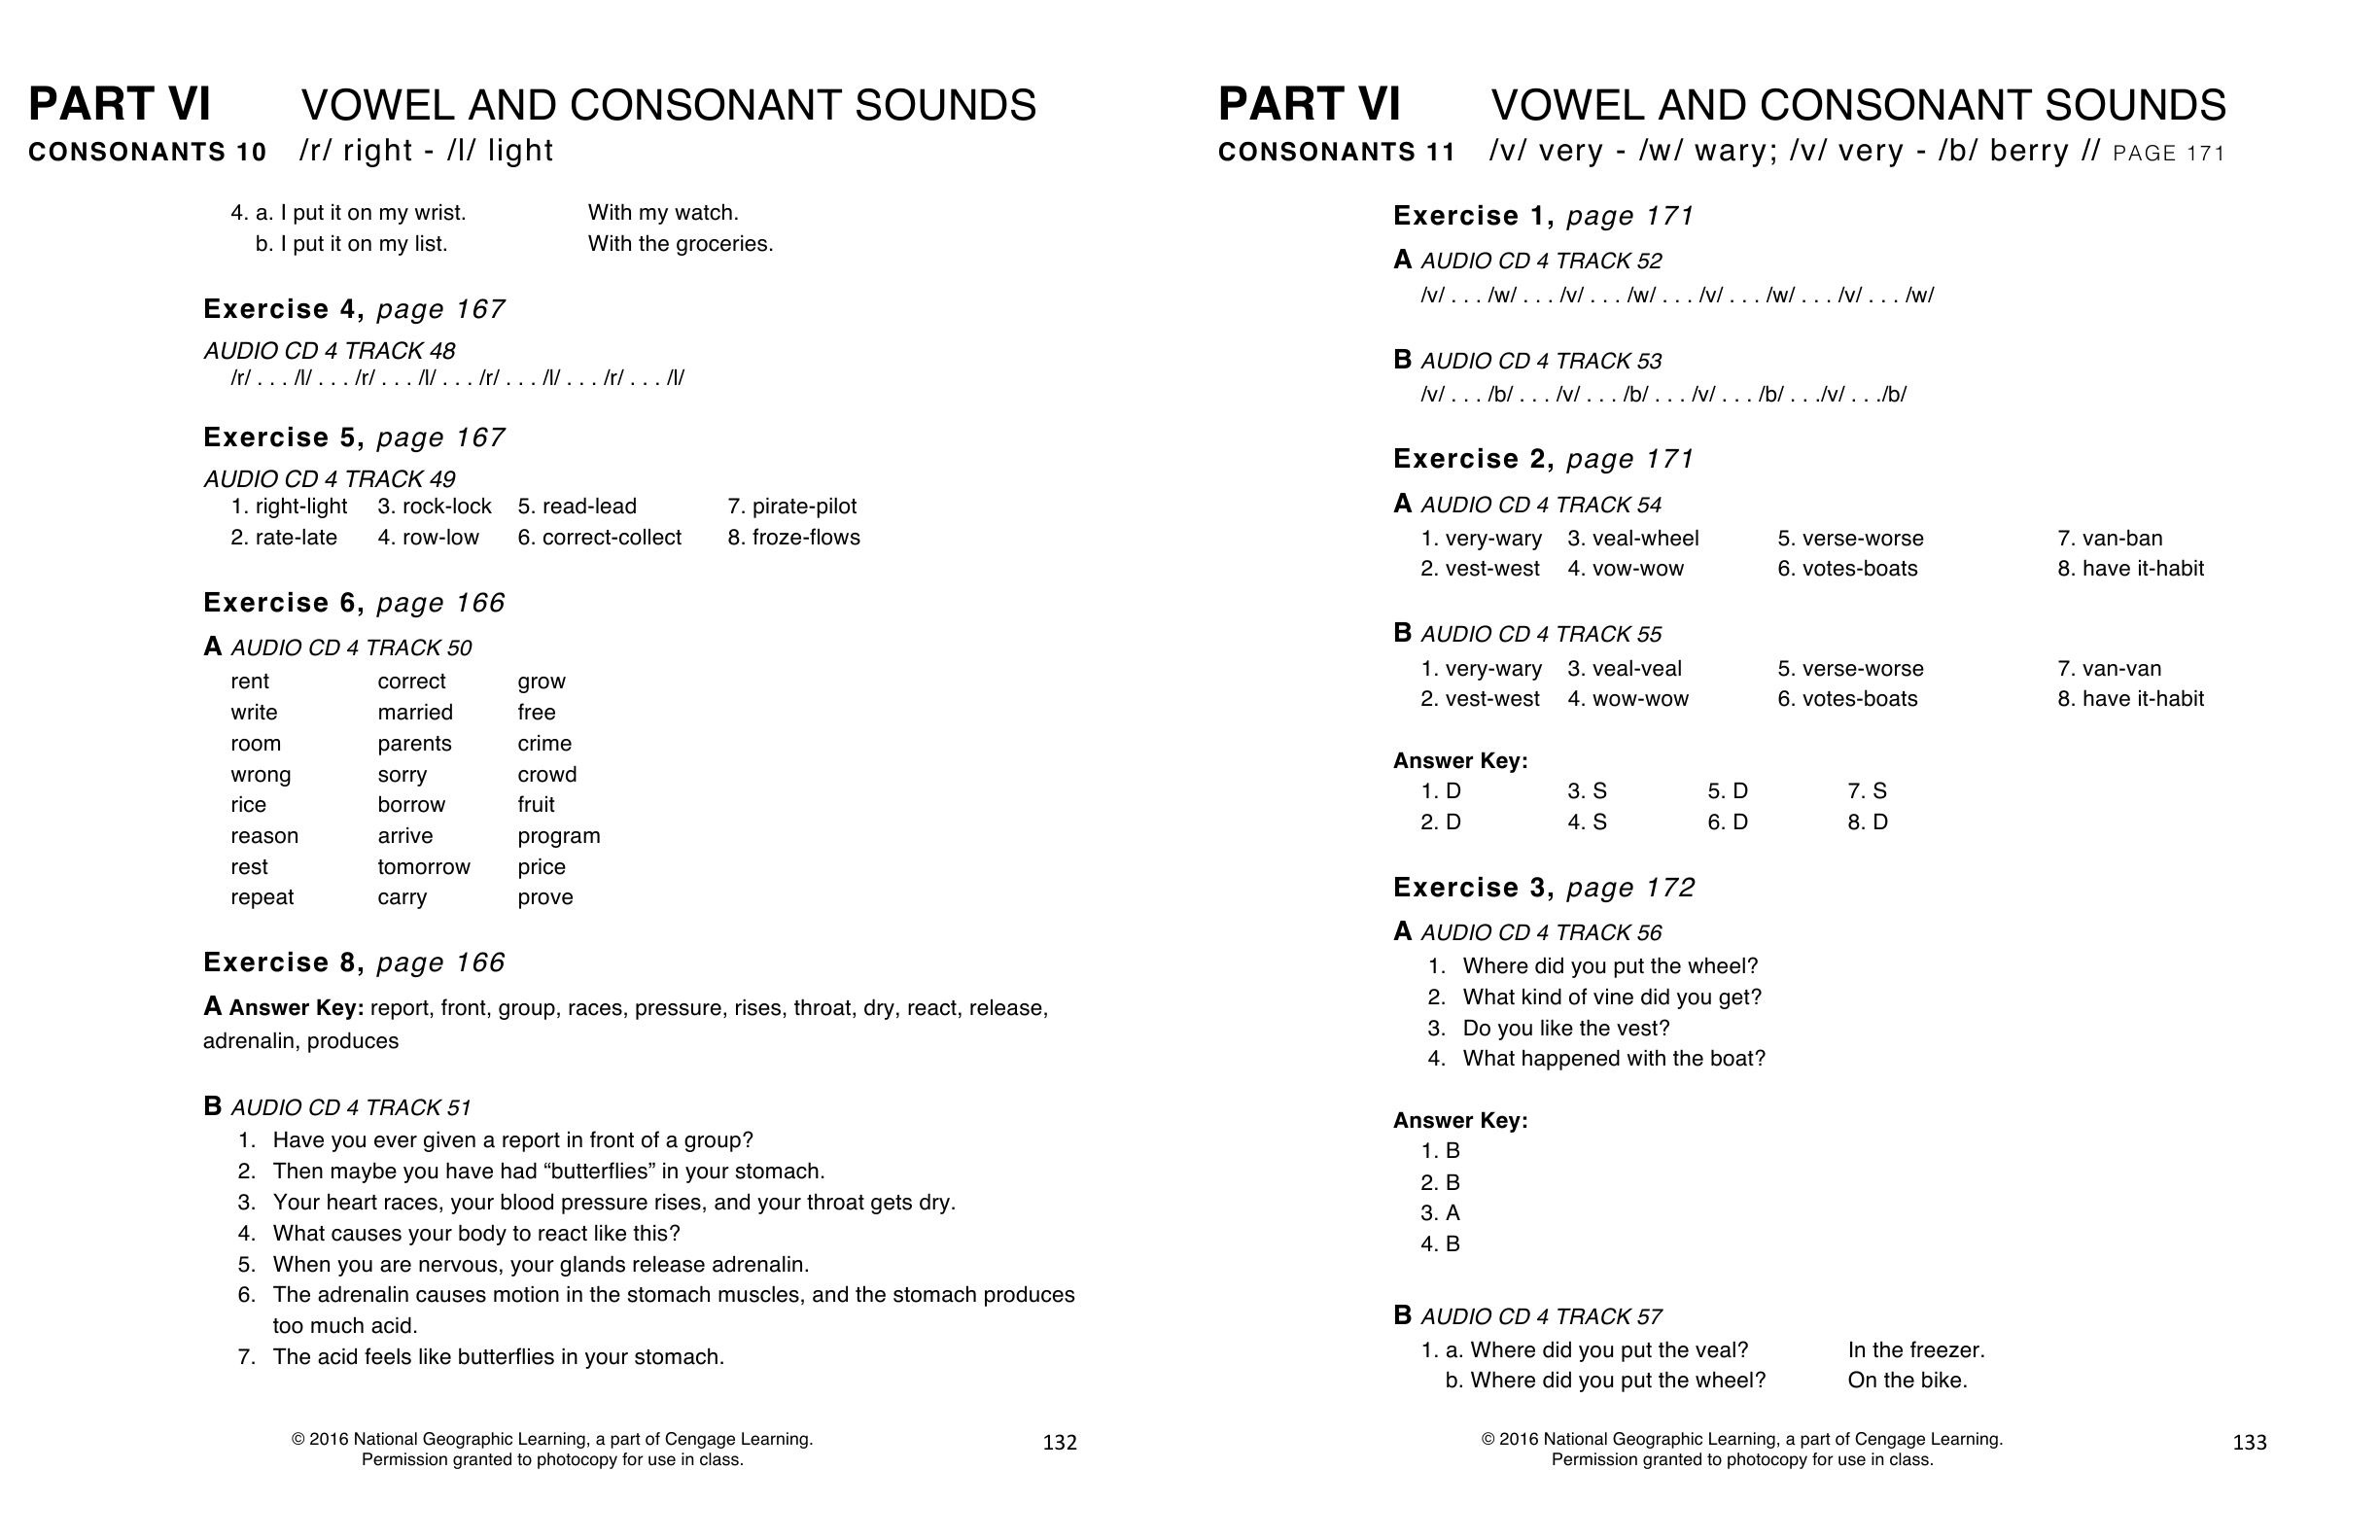 PART VI VOWEL AND CONSONANT SOUNDS
CONSONANTS 10 /r/ right - /l/ light
4. a. I put it on my wrist. With my watch.
b. I put it on my list. With the groceries.
Exercise 4, page 167
AUDIO CD 4 TRACK 48
/r/ . . . /l/ . . . /r/ . . . /l/ . . . /r/ . . . /l/ . . . /r/ . . . /l/
Exercise 5, page 167
AUDIO CD 4 TRACK 49
1. right-light 3. rock-lock 5. read-lead 7. pirate-pilot
2. rate-late 4. row-low 6. correct-collect 8. froze-flows
Exercise 6, page 166
A AUDIO CD 4 TRACK 50
rent correct grow
write married free
room parents crime
wrong sorry crowd
rice borrow fruit
reason arrive program
rest tomorrow price
repeat carry prove
Exercise 8, page 166
A Answer Key: report, front, group, races, pressure, rises, throat, dry, react, release,
adrenalin, produces
B AUDIO CD 4 TRACK 51
1. Have you ever given a report in front of a group?
2. Then maybe you have had “butterflies” in your stomach.
3. Your heart races, your blood pressure rises, and your throat gets dry.
4. What causes your body to react like this?
5. When you are nervous, your glands release adrenalin.
6. The adrenalin causes motion in the stomach muscles, and the stomach produces
too much acid.
7. The acid feels like butterflies in your stomach.
© 2016 National Geographic Learning, a part of Cengage Learning.
Permission granted to photocopy for use in class.
132
PART VI VOWEL AND CONSONANT SOUNDS
CONSONANTS 11 /v/ very - /w/ wary; /v/ very - /b/ berry // PAGE 171
Exercise 1, page 171
A AUDIO CD 4 TRACK 52
/v/ . . . /w/ . . . /v/ . . . /w/ . . . /v/ . . . /w/ . . . /v/ . . . /w/
B AUDIO CD 4 TRACK 53
/v/ . . . /b/ . . . /v/ . . . /b/ . . . /v/ . . . /b/ . . ./v/ . . ./b/
Exercise 2, page 171
A AUDIO CD 4 TRACK 54
1. very-wary 3. veal-wheel 5. verse-worse 7. van-ban
2. vest-west 4. vow-wow 6. votes-boats 8. have it-habit
B AUDIO CD 4 TRACK 55
1. very-wary 3. veal-veal 5. verse-worse 7. van-van
2. vest-west 4. wow-wow 6. votes-boats 8. have it-habit
Answer Key:
1. D 3. S 5. D 7. S
2. D 4. S 6. D 8. D
Exercise 3, page 172
A AUDIO CD 4 TRACK 56
1. Where did you put the wheel?
2. What kind of vine did you get?
3. Do you like the vest?
4. What happened with the boat?
Answer Key:
1. B
2. B
3. A
4. B
B AUDIO CD 4 TRACK 57
1. a. Where did you put the veal? In the freezer.
b. Where did you put the wheel? On the bike.
© 2016 National Geographic Learning, a part of Cengage Learning.
Permission granted to photocopy for use in class.
133